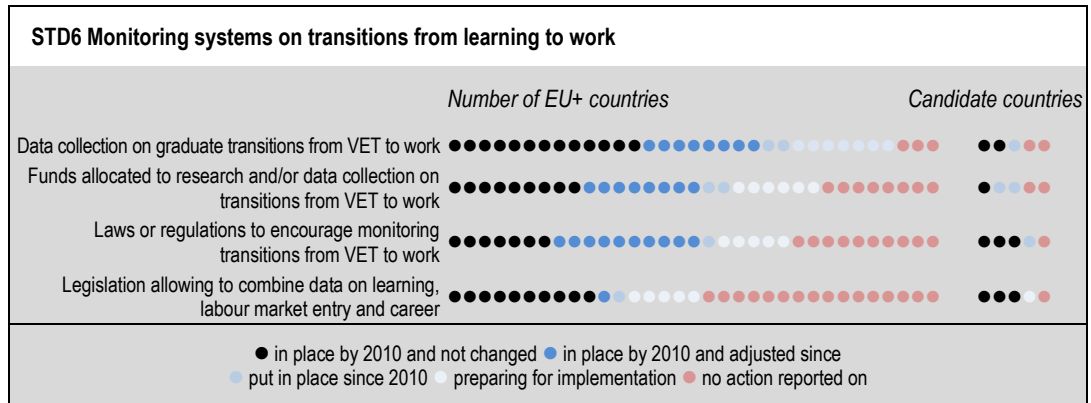 STD6 Monitoring systems on transitions from learning to work
Number of EU+ countries
Candidate countries
Data collection on graduate transitions from VET to work
Funds allocated to research and/or data collection on
transitions from VET to work
Laws or regulations to encourage monitoring
transitions from VET to work
Legislation allowing to combine data on learning,
labour market entry and career
in place by 2010 and not changed in place by 2010 and adjusted since
put in place since 2010 preparing for implementation no action reported on